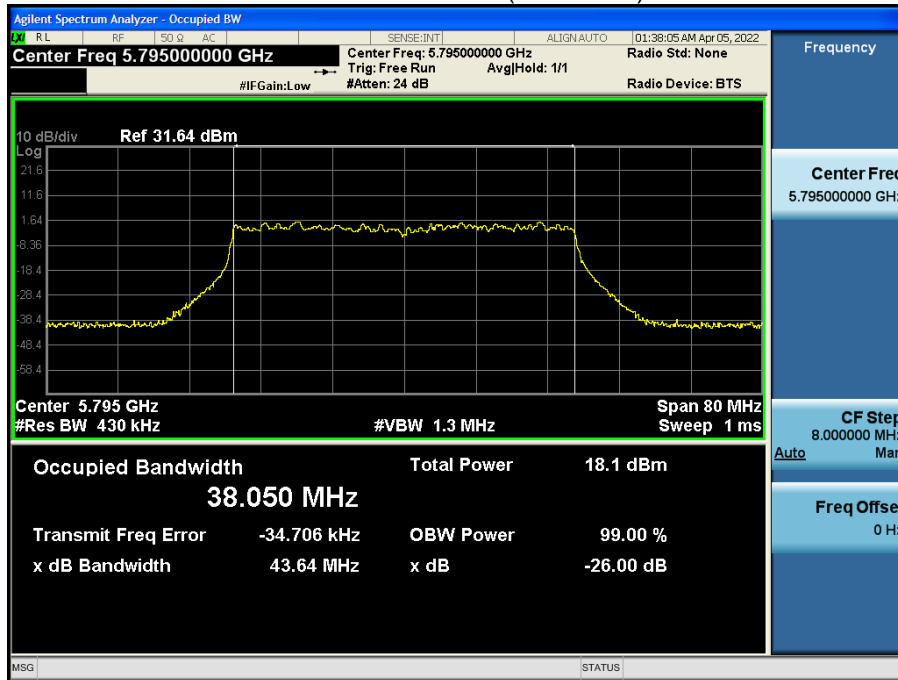 Agilent Spectrum Analyzer - Occupied BW
LXI RL RF 50 Ω AC SENSE:INT ALIGN AUTO 01:38:05 AM Apr 05, 2022
Center Freq 5.795000000 GHz
Center Freq: 5.795000000 GHz
Radio Std: None
Trig: Free Run Avg|Hold: 1/1
#IFGain:Low #Atten: 24 dB Radio Device: BTS
Frequency
10 dB/div Ref 31.64 dBm
Log
21.6
11.6
1.64
-8.36
-18.4
-28.4
-38.4
-48.4
-58.4
Center 5.795 GHz Span 80 MHz
#Res BW 430 kHz #VBW 1.3 MHz Sweep 1 ms
Center Freq
5.795000000 GH
CF Step
8.000000 MH
Auto Man
Freq Offse
0 H
Occupied Bandwidth Total Power 18.1 dBm
38.050 MHz
Transmit Freq Error -34.706 kHz OBW Power 99.00 %
x dB Bandwidth 43.64 MHz x dB -26.00 dB
MSG STATUS